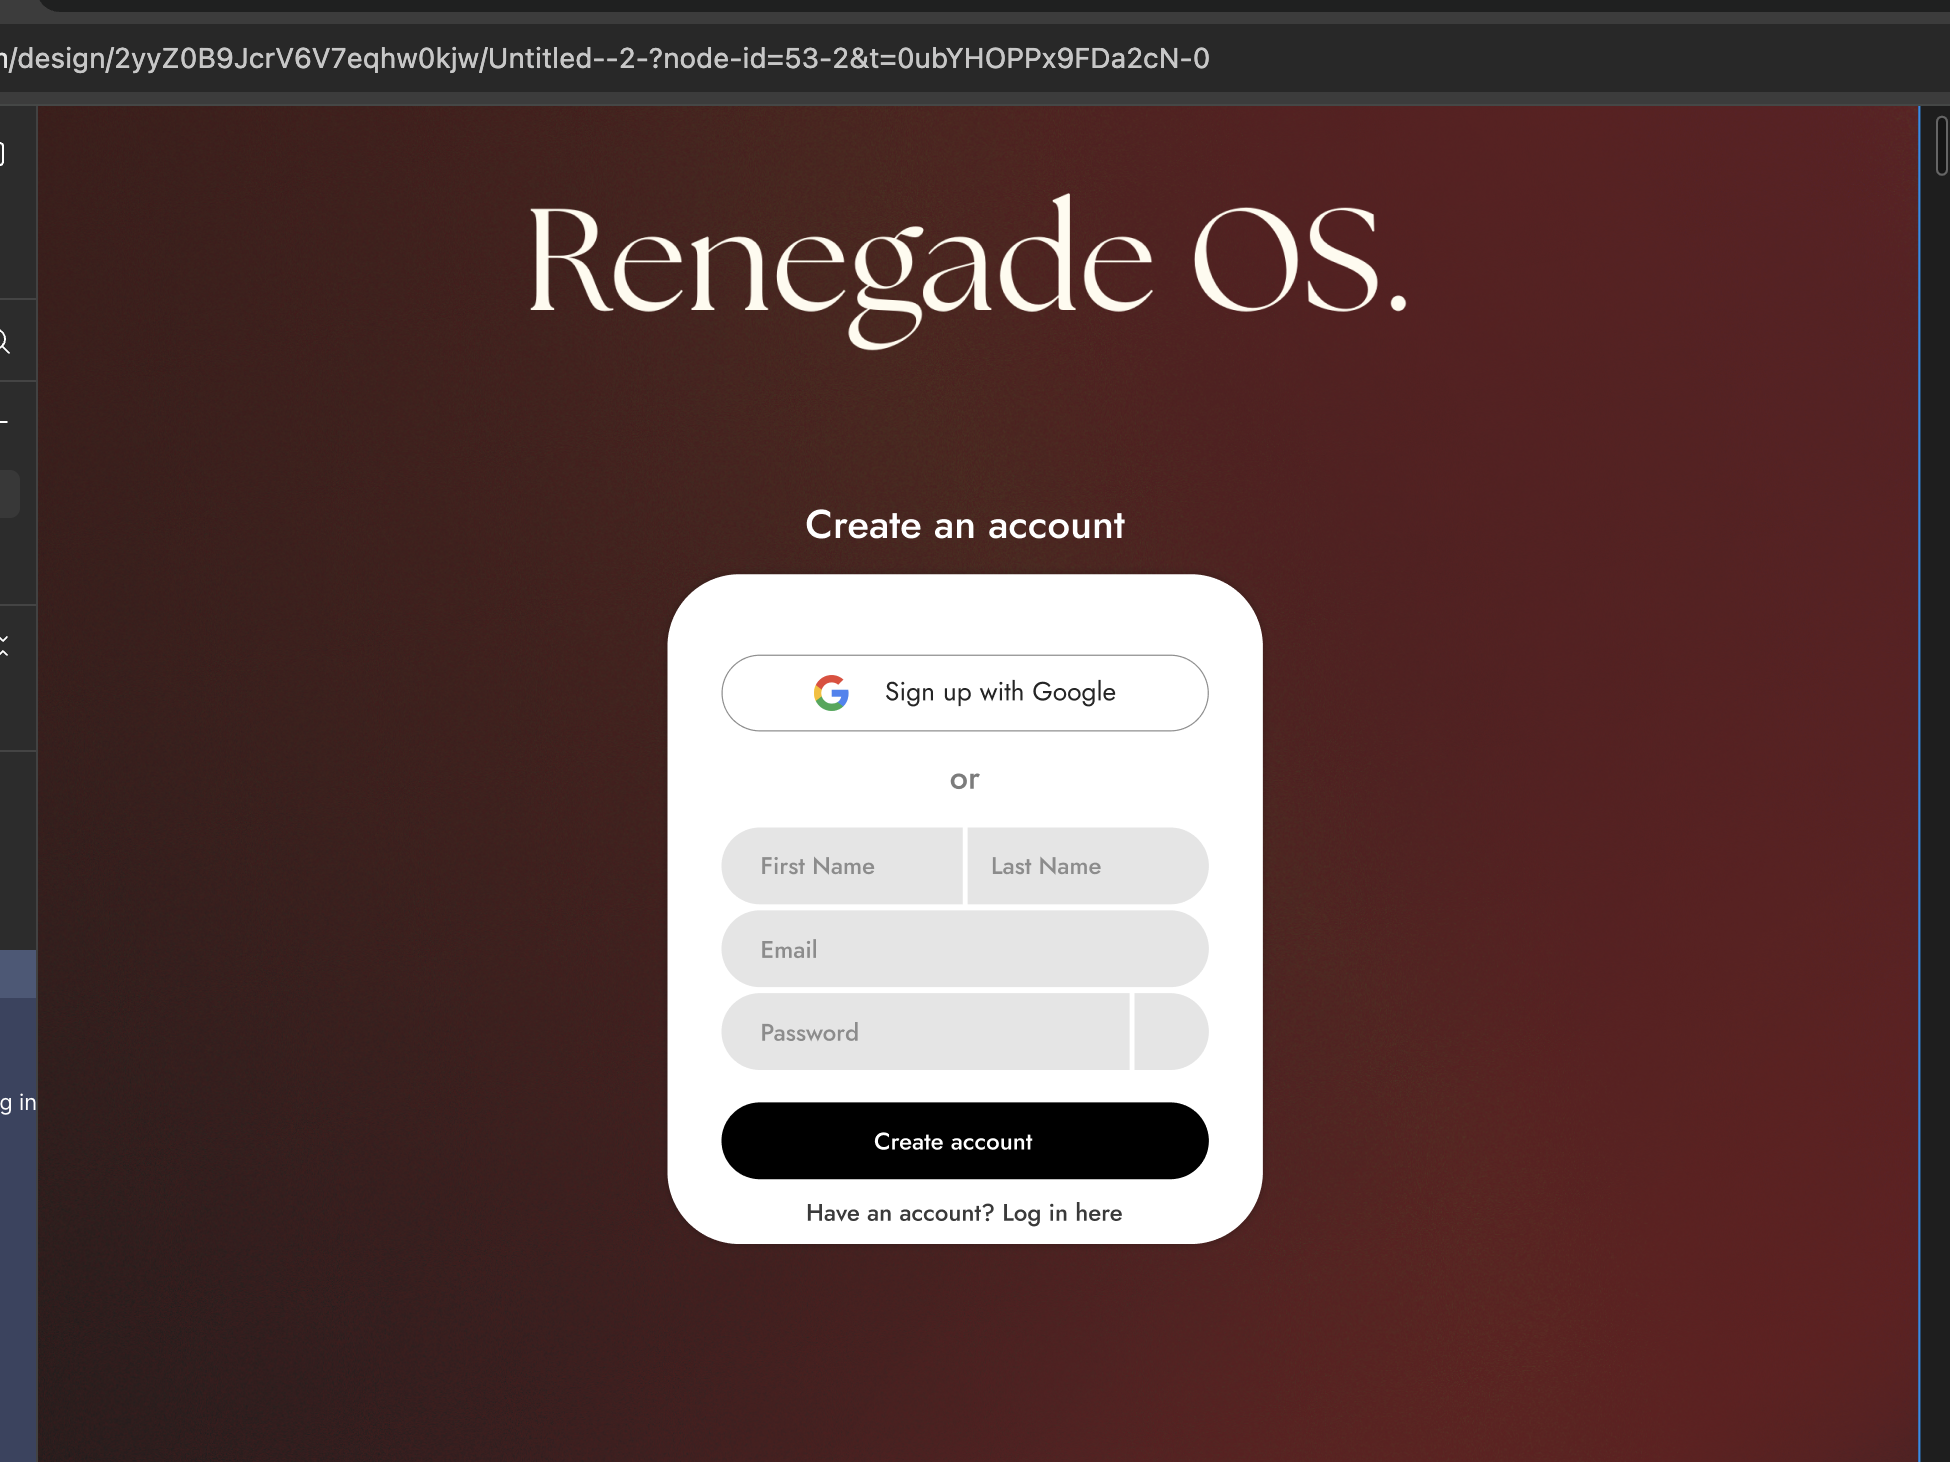 n/design/2yyZ0B9JcrV6V7eqhw0kjw/Untitled--2-?node-id=53-2&t=0ubYHOPPx9FDa2cN-0
Renegade OS.
Create an account
Sign up with Google
or
First Name
Last Name
Email
Password
g in
Create account
Have an account? Log in here